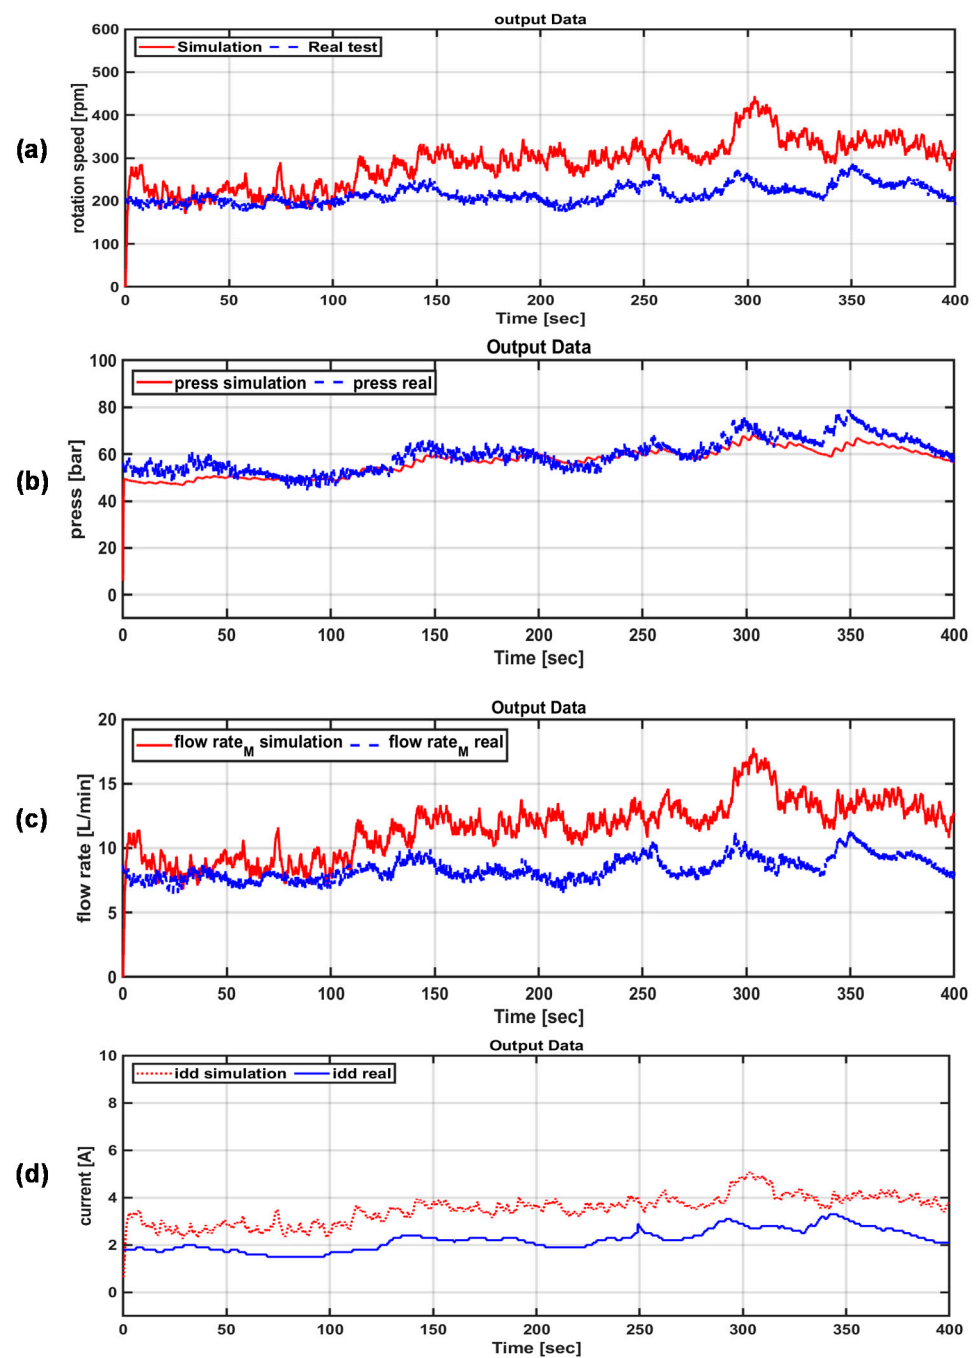 output Data
600
Simulation
Real test
500
400
(a)
rotation speed [rpm]
300
200
100
0
0 50 100 150 200 250 300 350 400
Time [sec]
Output Data
100
press simulation
press real
80
60
(b)
press [bar]
40
20
0
0 50 100 150 200 250 300 350 400
Time [sec]
Output Data
20
flow rate_M simulation
flow rate_M real
15
(c)
flow rate [L/min]
10
5
0
0 50 100 150 200 250 300 350 400
Time [sec]
Output Data
10
idd simulation
idd real
8
6
(d)
current [A]
4
2
0
0 50 100 150 200 250 300 350 400
Time [sec]